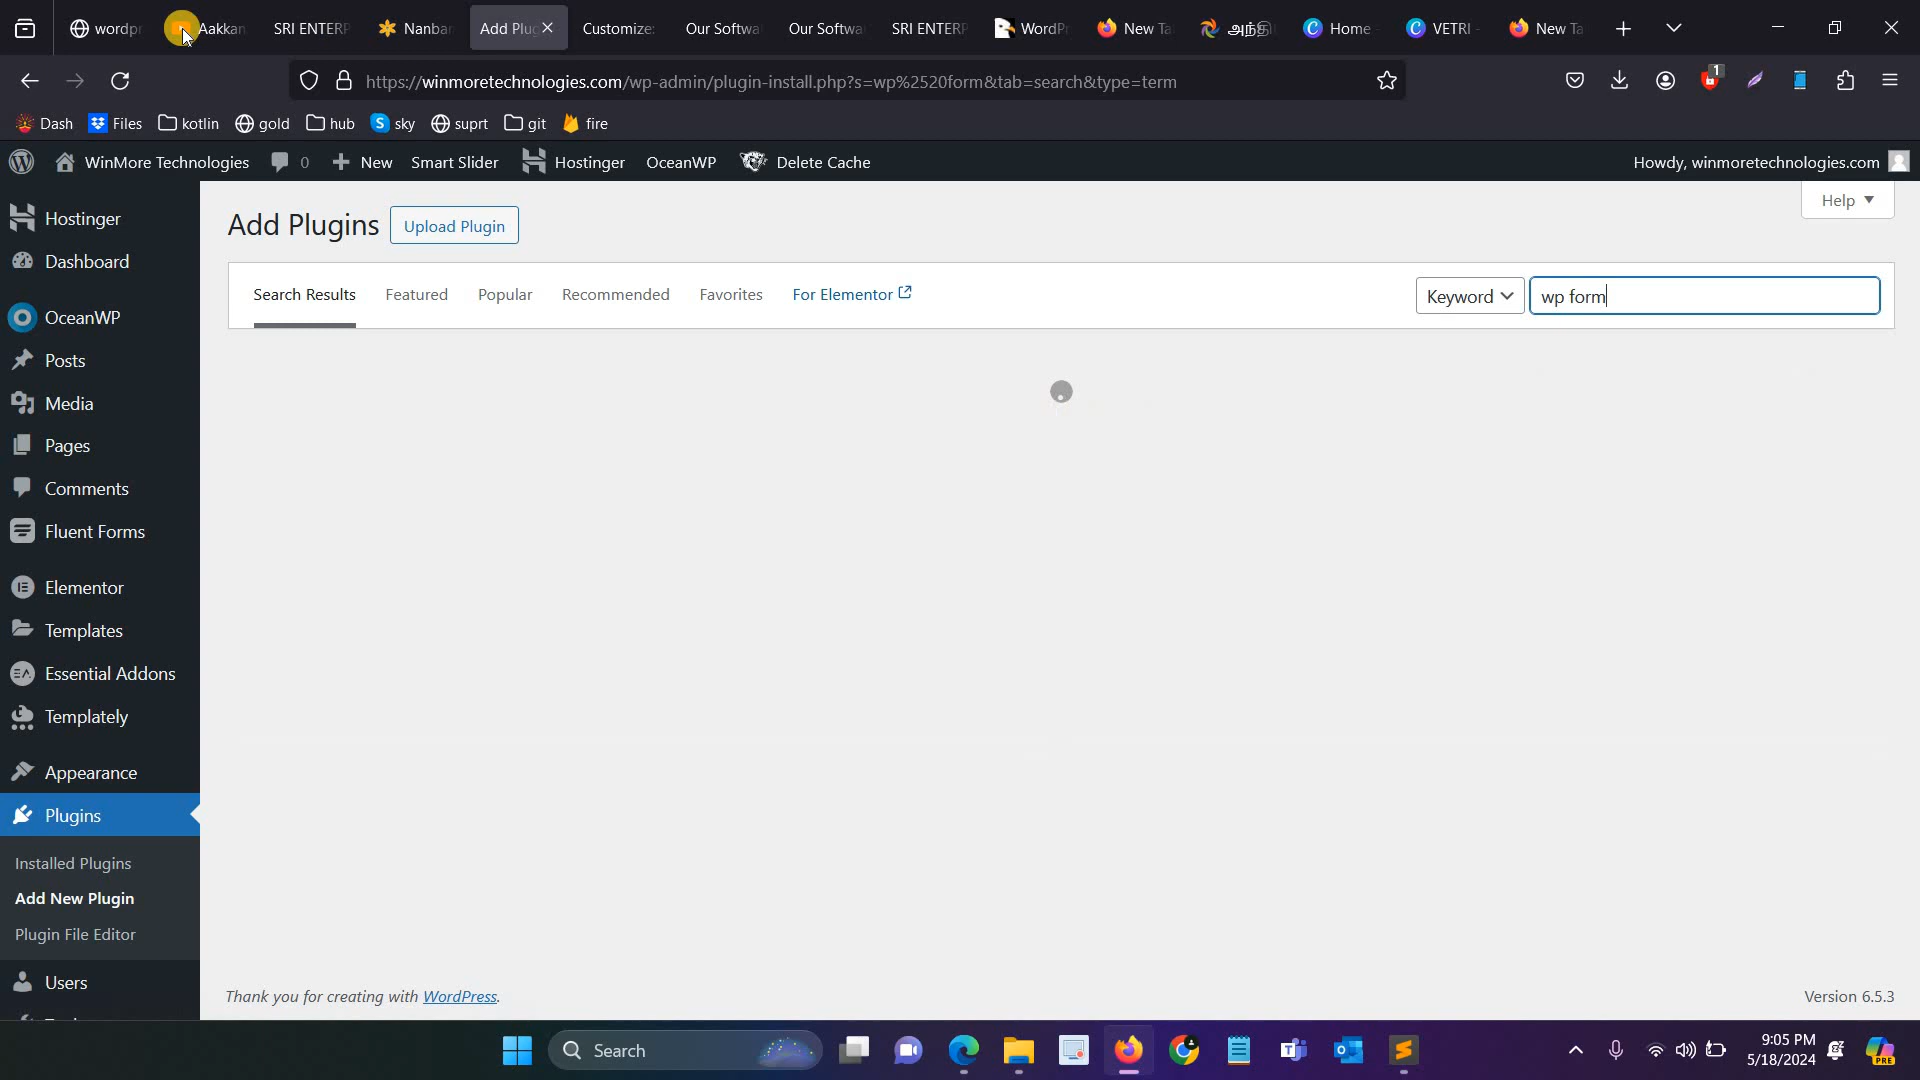 wordpr
Aakkan
SRI ENTERP
Nanban
Add Plug
Customize:
Our Softwa
Our Softwa
SRI ENTERP
WordPr
New Ta
Home -
VETRI -
New Ta
https://winmoretechnologies.com/wp-admin/plugin-install.php?s=wp%2520form&tab=search&type=term
1
Dash
Files
kotlin
gold
hub
sky
suprt
git
fire
WinMore Technologies
0
New
Smart Slider
Hostinger
OceanWP
Delete Cache
Howdy, winmoretechnologies.com
Hostinger
Dashboard
OceanWP
Posts
Media
Pages
Comments
Fluent Forms
Elementor
Templates
Essential Addons
Templately
Appearance
Plugins
Installed Plugins
Add New Plugin
Plugin File Editor
Users
Add Plugins
Upload Plugin
Help
Search Results
Featured
Popular
Recommended
Favorites
For Elementor
Keyword
wp form
Thank you for creating with WordPress.
Version 6.5.3
Search
9:05 PM
5/18/2024
PRE